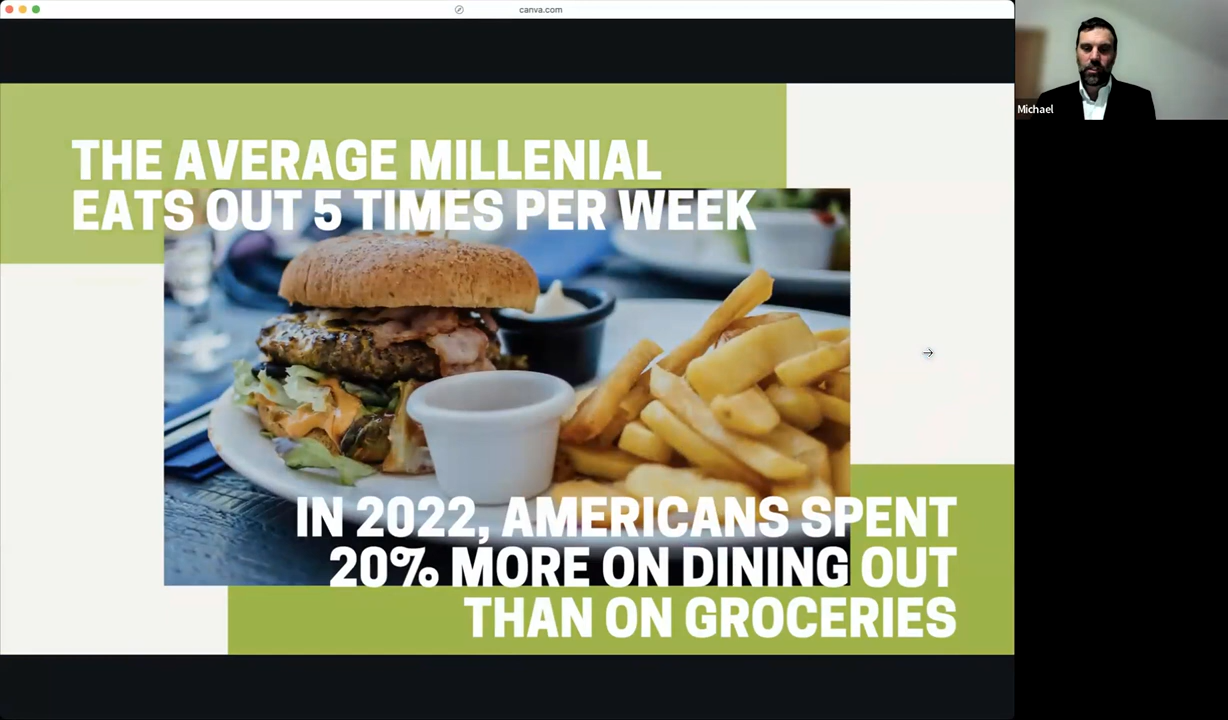 canva.com
THE AVERAGE MILLENIAL
EATS OUT 5 TIMES PER WEEK
IN 2022, AMERICANS SPENT
20% MORE ON DINING OUT
THAN ON GROCERIES
Michael